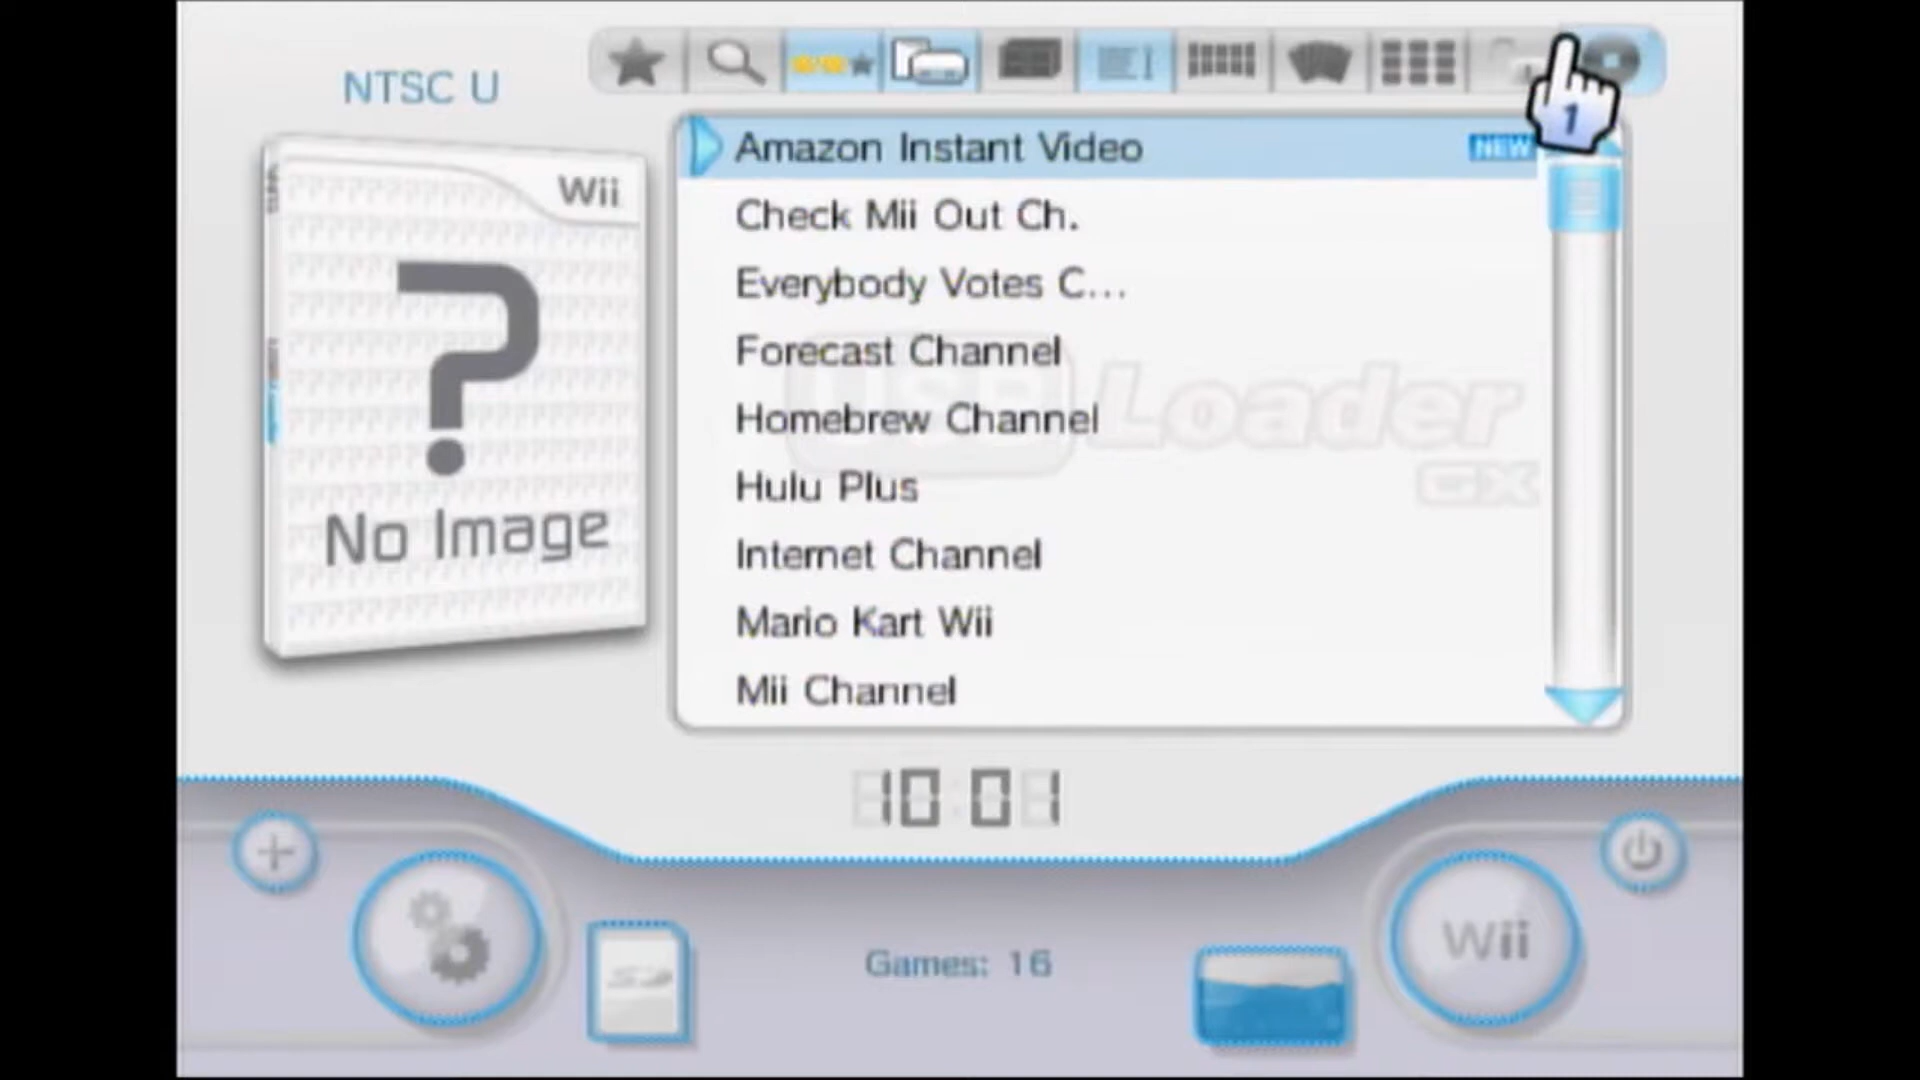 NTSC U
Wii
?
No Image
1
Amazon Instant Video NEW
Check Mii Out Ch.
Everybody Votes C...
Forecast Channel
Homebrew Channel
Hulu Plus
Internet Channel
Mario Kart Wii
Mii Channel
USB Loader
GX
10:01
SD
Games: 16
Wii